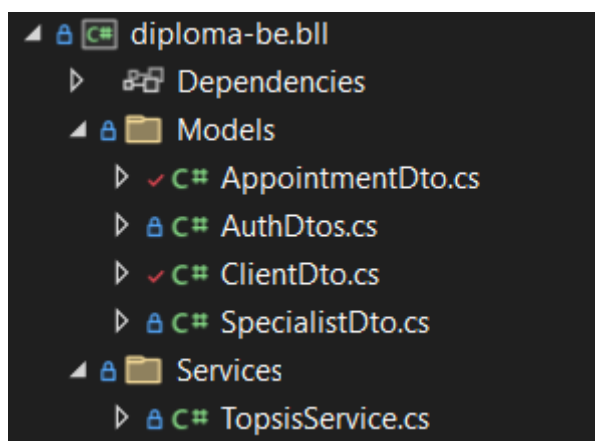 C# diploma-be.bll
Dependencies
Models
C# AppointmentDto.cs
C# AuthDtos.cs
C# ClientDto.cs
C# SpecialistDto.cs
Services
C# TopsisService.cs